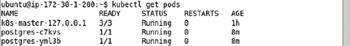 ubuntu@ip-172-30-1-200:~$ kubectl get pods
NAME READY STATUS RESTARTS AGE
k8s-master-127.0.0.1 3/3 Running 0 1h
postgres-c7kvs 1/1 Running 0 8m
postgres-yml3b 1/1 Running 0 8m